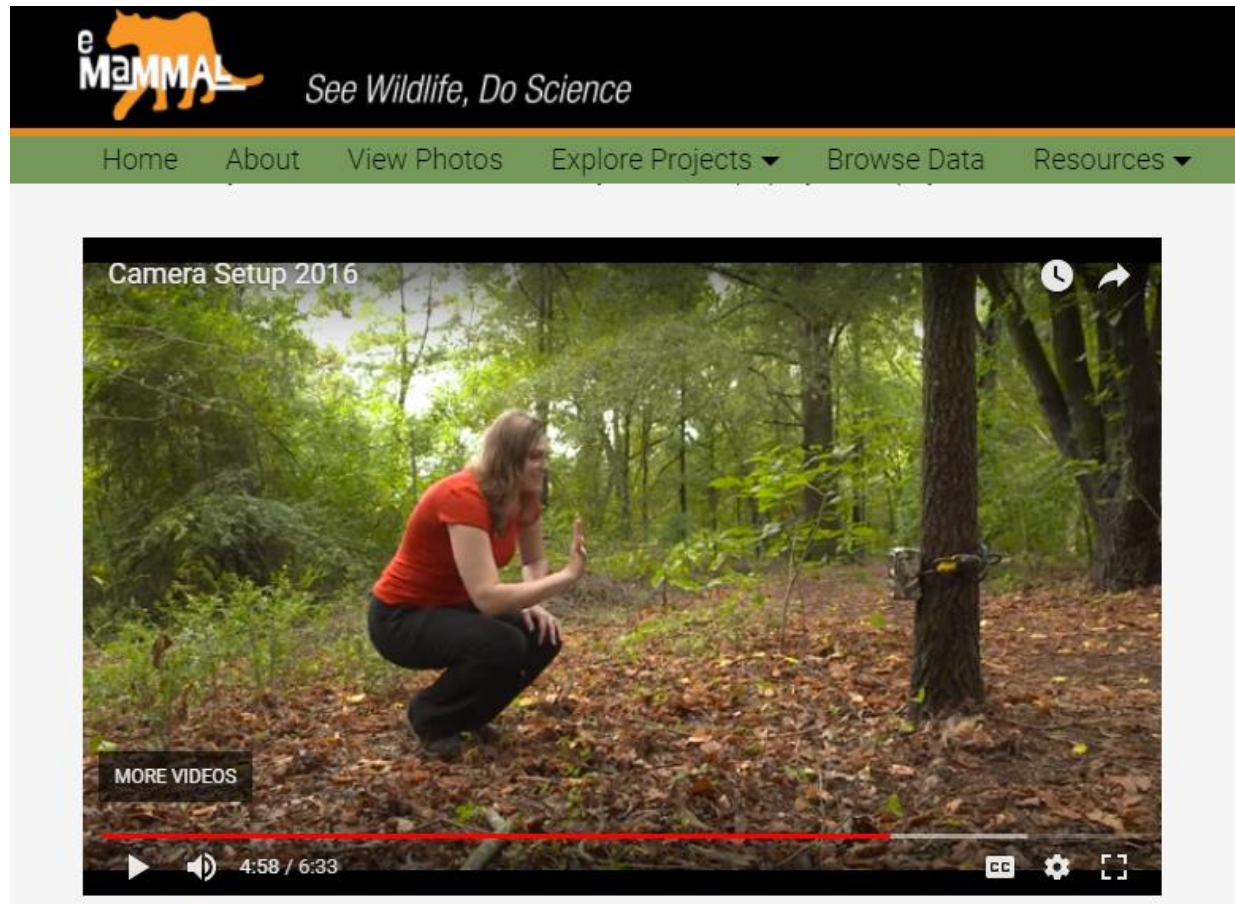 e
MaMMAL
See Wildlife, Do Science
Home About View Photos Explore Projects Browse Data Resources
Camera Setup 2016
MORE VIDEOS
4:58 / 6:33
CC